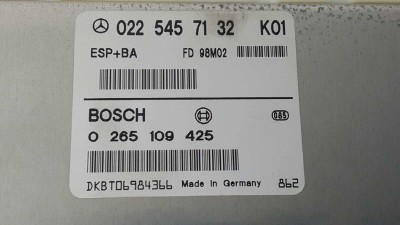 022 545 71 32 K01
ESP+BA FD 98M02
BOSCH 085
0 265 109 425
DKBT06984366 Made in Germany 862